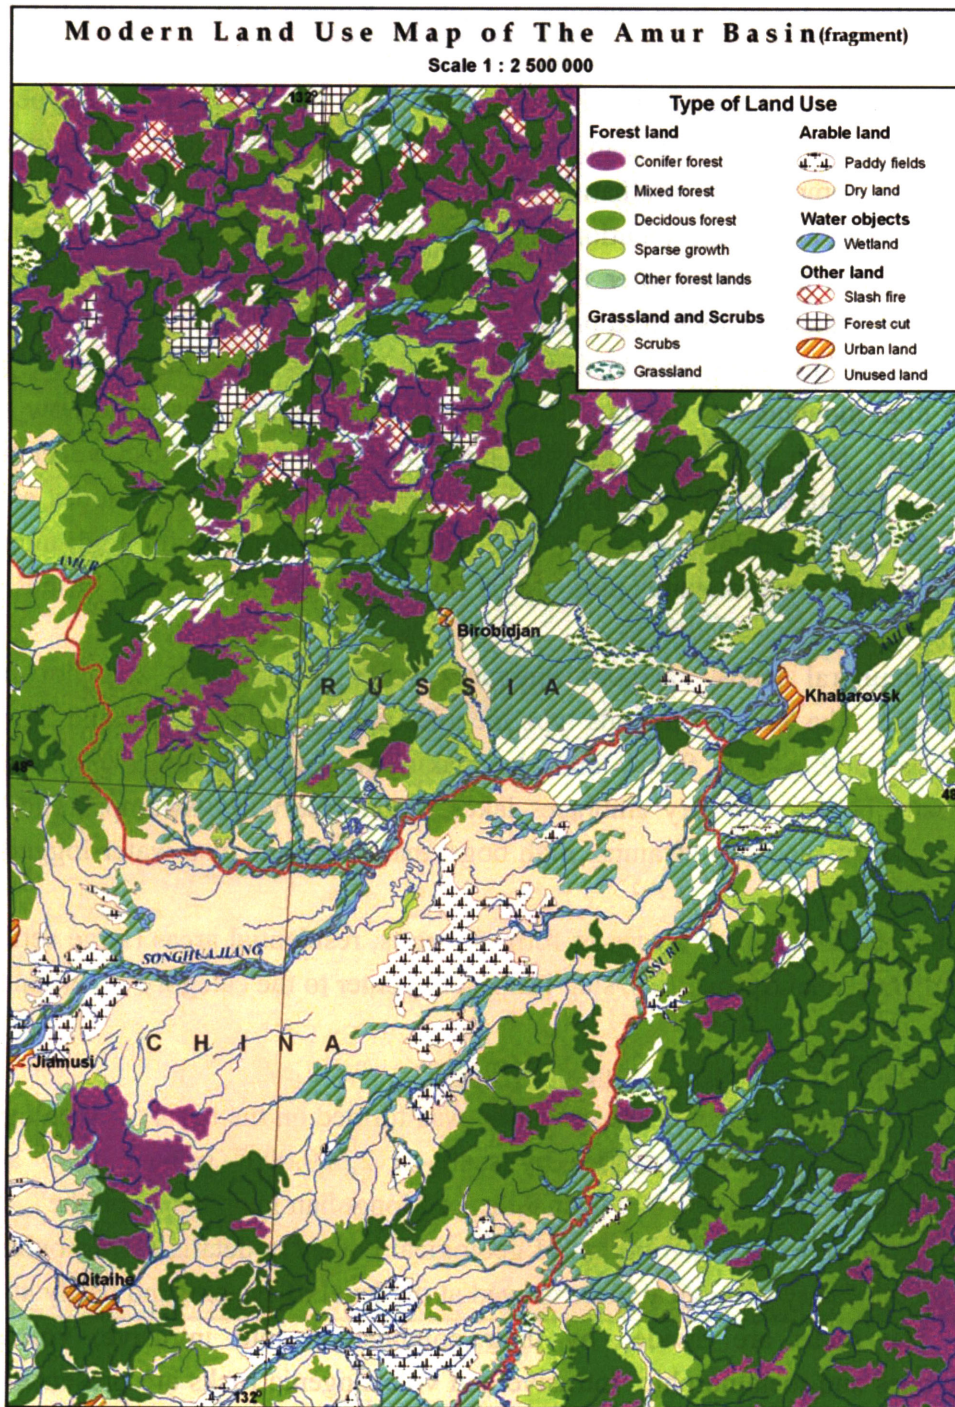 Modern Land Use Map of The Amur Basin(fragment)
Scale 1 : 2 500 000
132°
Type of Land Use
Forest land
Conifer forest
Mixed forest
Decidous forest
Sparse growth
Other forest lands
Grassland and Scrubs
Scrubs
Grassland
Arable land
Paddy fields
Dry land
Water objects
Wetland
Other land
Slash fire
Forest cut
Urban land
Unused land
AMUR
Birobidjan
AMUR
RUSSIA
Khabarovsk
48°
48
SONGHUAJIANG
USSURI
CHINA
Jiamusi
Qitaihe
132°